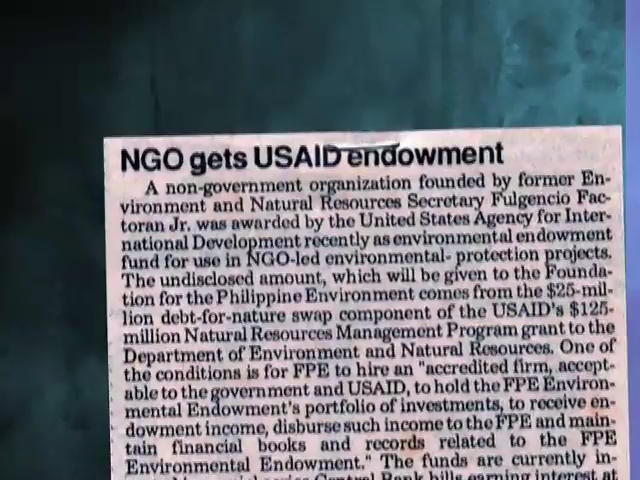 NGO gets USAID endowment
A non-government organization founded by former En-
vironment and Natural Resources Secretary Fulgencio Fac-
toran Jr. was awarded by the United States Agency for Inter-
national Development recently as environmental endowment
fund for use in NGO-led environmental- protection projects.
The undisclosed amount, which will be given to the Founda-
tion for the Philippine Environment comes from the $25-mil-
lion debt-for-nature swap component of the USAID's $125-
million Natural Resources Management Program grant to the
Department of Environment and Natural Resources. One of
the conditions is for FPE to hire an "accredited firm, accept-
able to the government and USAID, to hold the FPE Environ-
mental Endowment's portfolio of investments, to receive en-
dowment income, disburse such income to the FPE and main-
tain financial books and records related to the FPE
Environmental Endowment." The funds are currently in-
Central Bank bills earning interest at